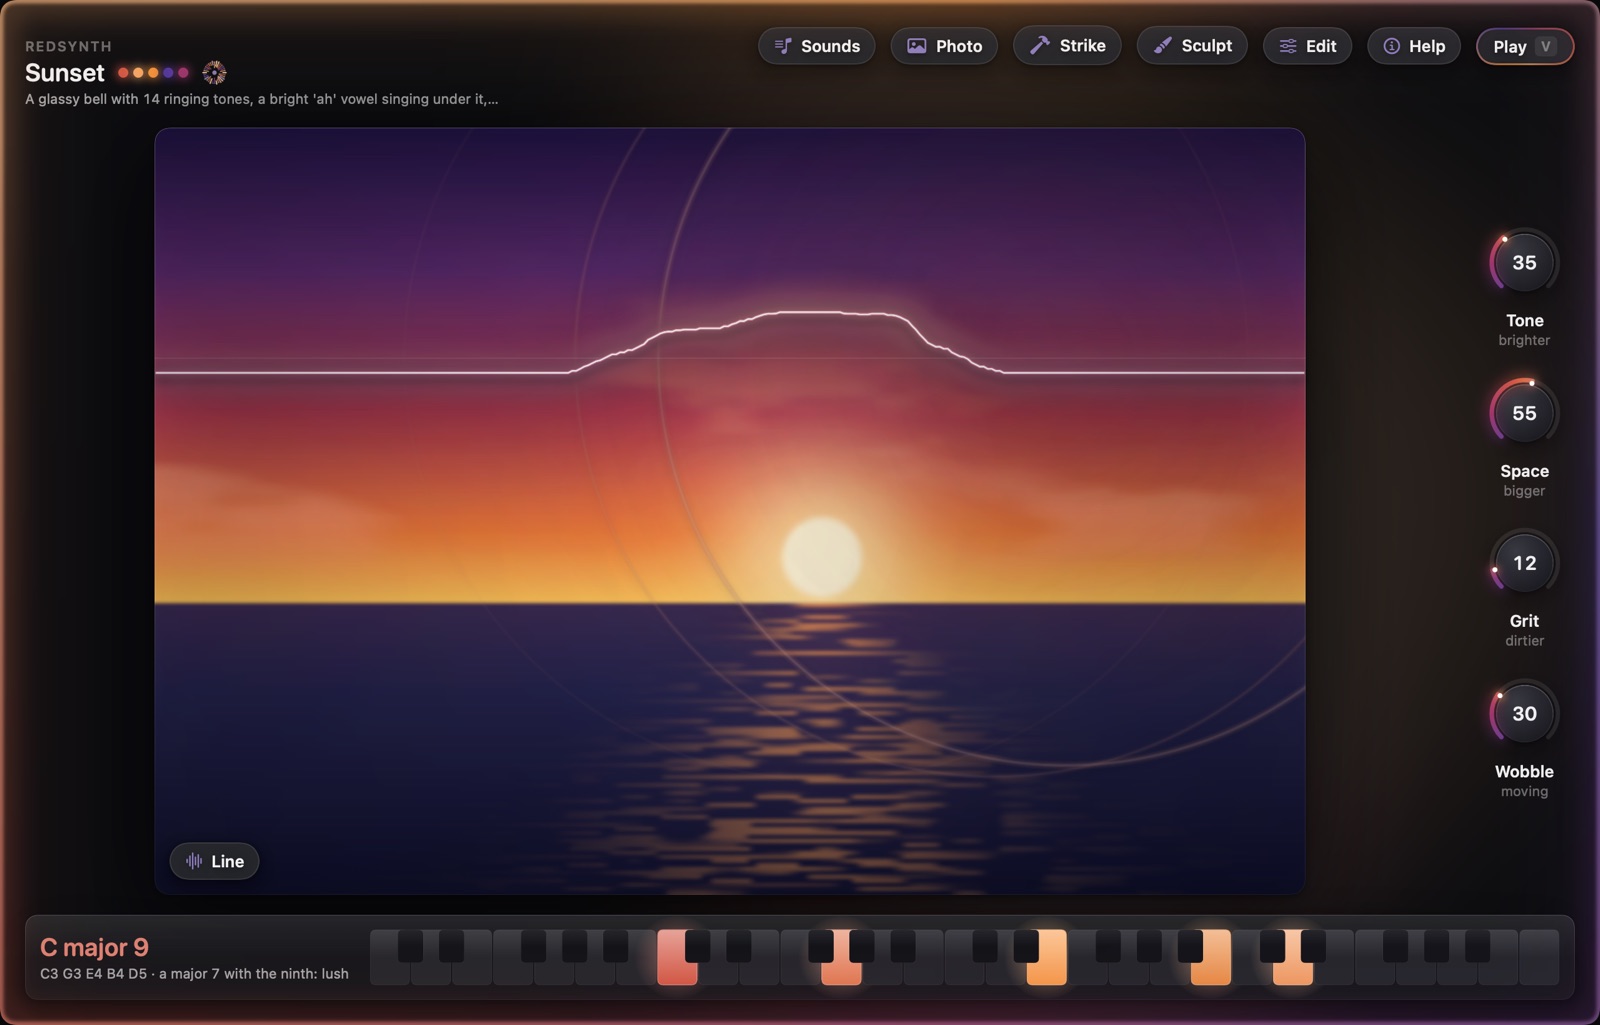 REDSYNTH
Sunset
A glassy bell with 14 ringing tones, a bright 'ah' vowel singing under it,...
Sounds
Photo
Strike
Sculpt
Edit
Help
Play V
35
Tone
brighter
55
Space
bigger
12
Grit
dirtier
30
Wobble
moving
Line
C major 9
C3 G3 E4 B4 D5 · a major 7 with the ninth: lush